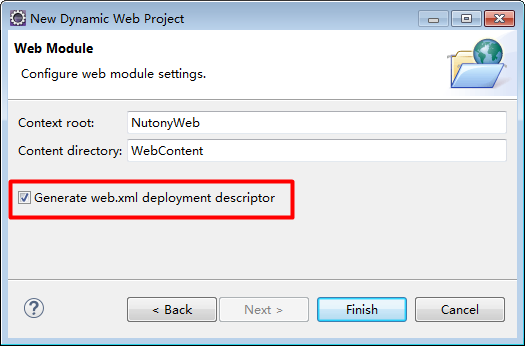 New Dynamic Web Project
Web Module
Configure web module settings.
Context root: NutonyWeb
Content directory: WebContent
Generate web.xml deployment descriptor
? < Back Next > Finish Cancel